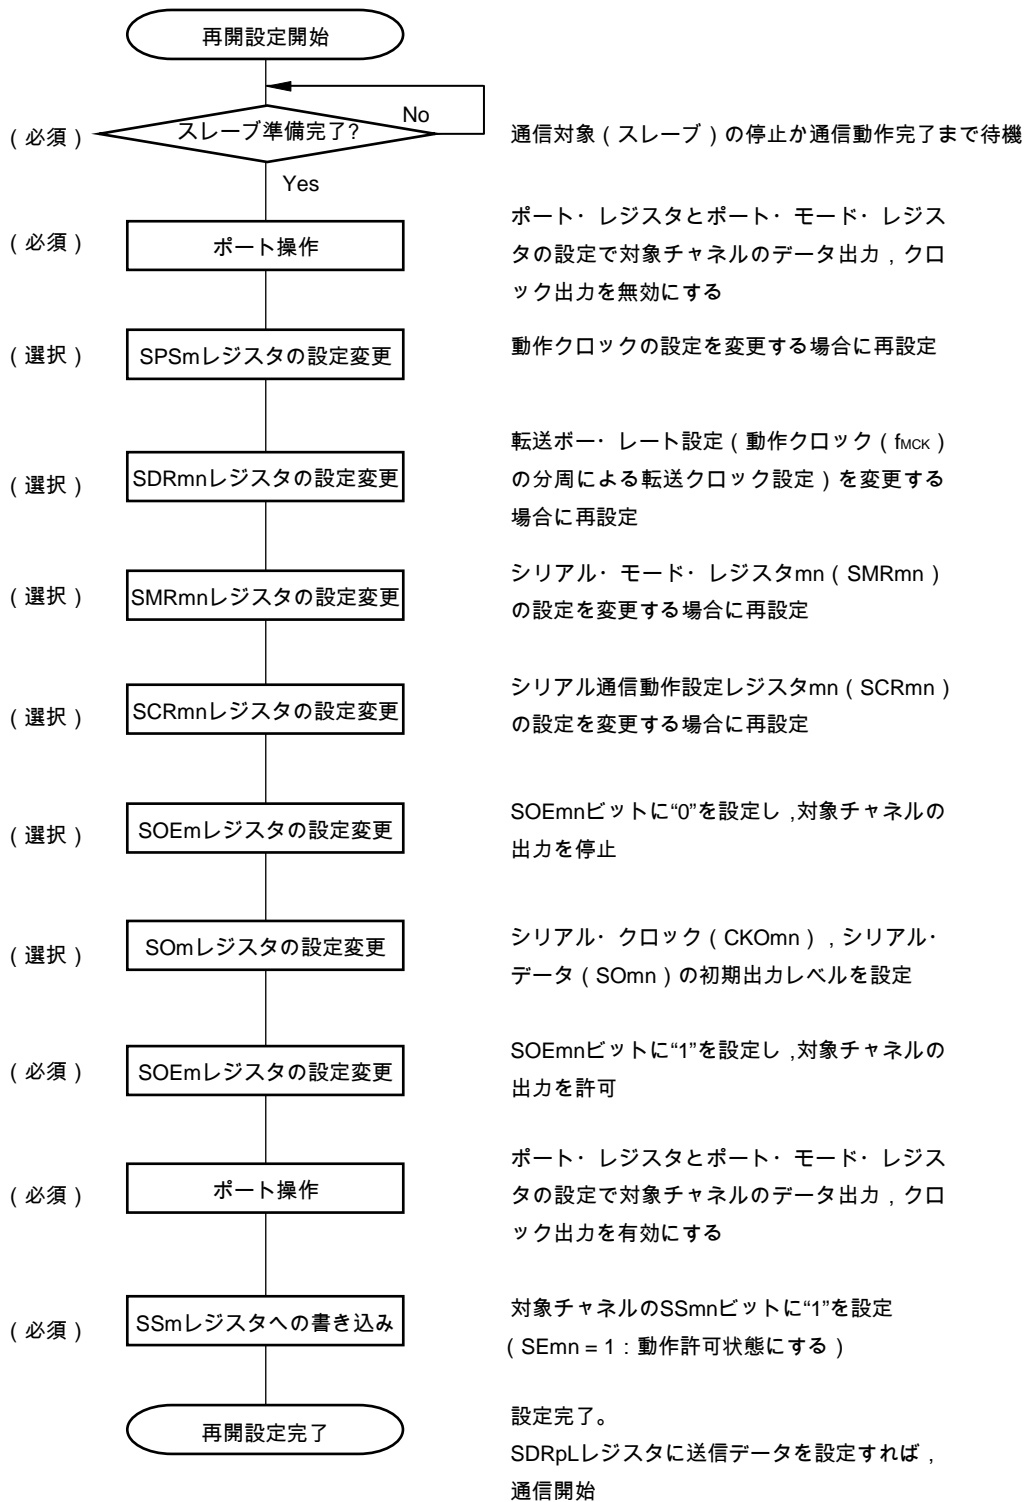 再開設定開始
No
(必須)
スレーブ準備完了?
通信対象(スレーブ)の停止か通信動作完了まで待機
Yes
(必須)
ポート操作
ポート・レジスタとポート・モード・レジス
タの設定で対象チャネルのデータ出力,クロ
ック出力を無効にする
(選択)
SPSmレジスタの設定変更
動作クロックの設定を変更する場合に再設定
(選択)
SDRmnレジスタの設定変更
転送ボー・レート設定(動作クロック(fMCK)
の分周による転送クロック設定)を変更する
場合に再設定
(選択)
SMRmnレジスタの設定変更
シリアル・モード・レジスタmn(SMRmn)
の設定を変更する場合に再設定
(選択)
SCRmnレジスタの設定変更
シリアル通信動作設定レジスタmn(SCRmn)
の設定を変更する場合に再設定
(選択)
SOEmレジスタの設定変更
SOEmnビットに“0”を設定し,対象チャネルの
出力を停止
(選択)
SOmレジスタの設定変更
シリアル・クロック(CKOmn),シリアル・
データ(SOmn)の初期出力レベルを設定
(必須)
SOEmレジスタの設定変更
SOEmnビットに“1”を設定し,対象チャネルの
出力を許可
(必須)
ポート操作
ポート・レジスタとポート・モード・レジス
タの設定で対象チャネルのデータ出力,クロ
ック出力を有効にする
(必須)
SSmレジスタへの書き込み
対象チャネルのSSmnビットに“1”を設定
(SEmn = 1:動作許可状態にする)
再開設定完了
設定完了。
SDRpLレジスタに送信データを設定すれば,
通信開始